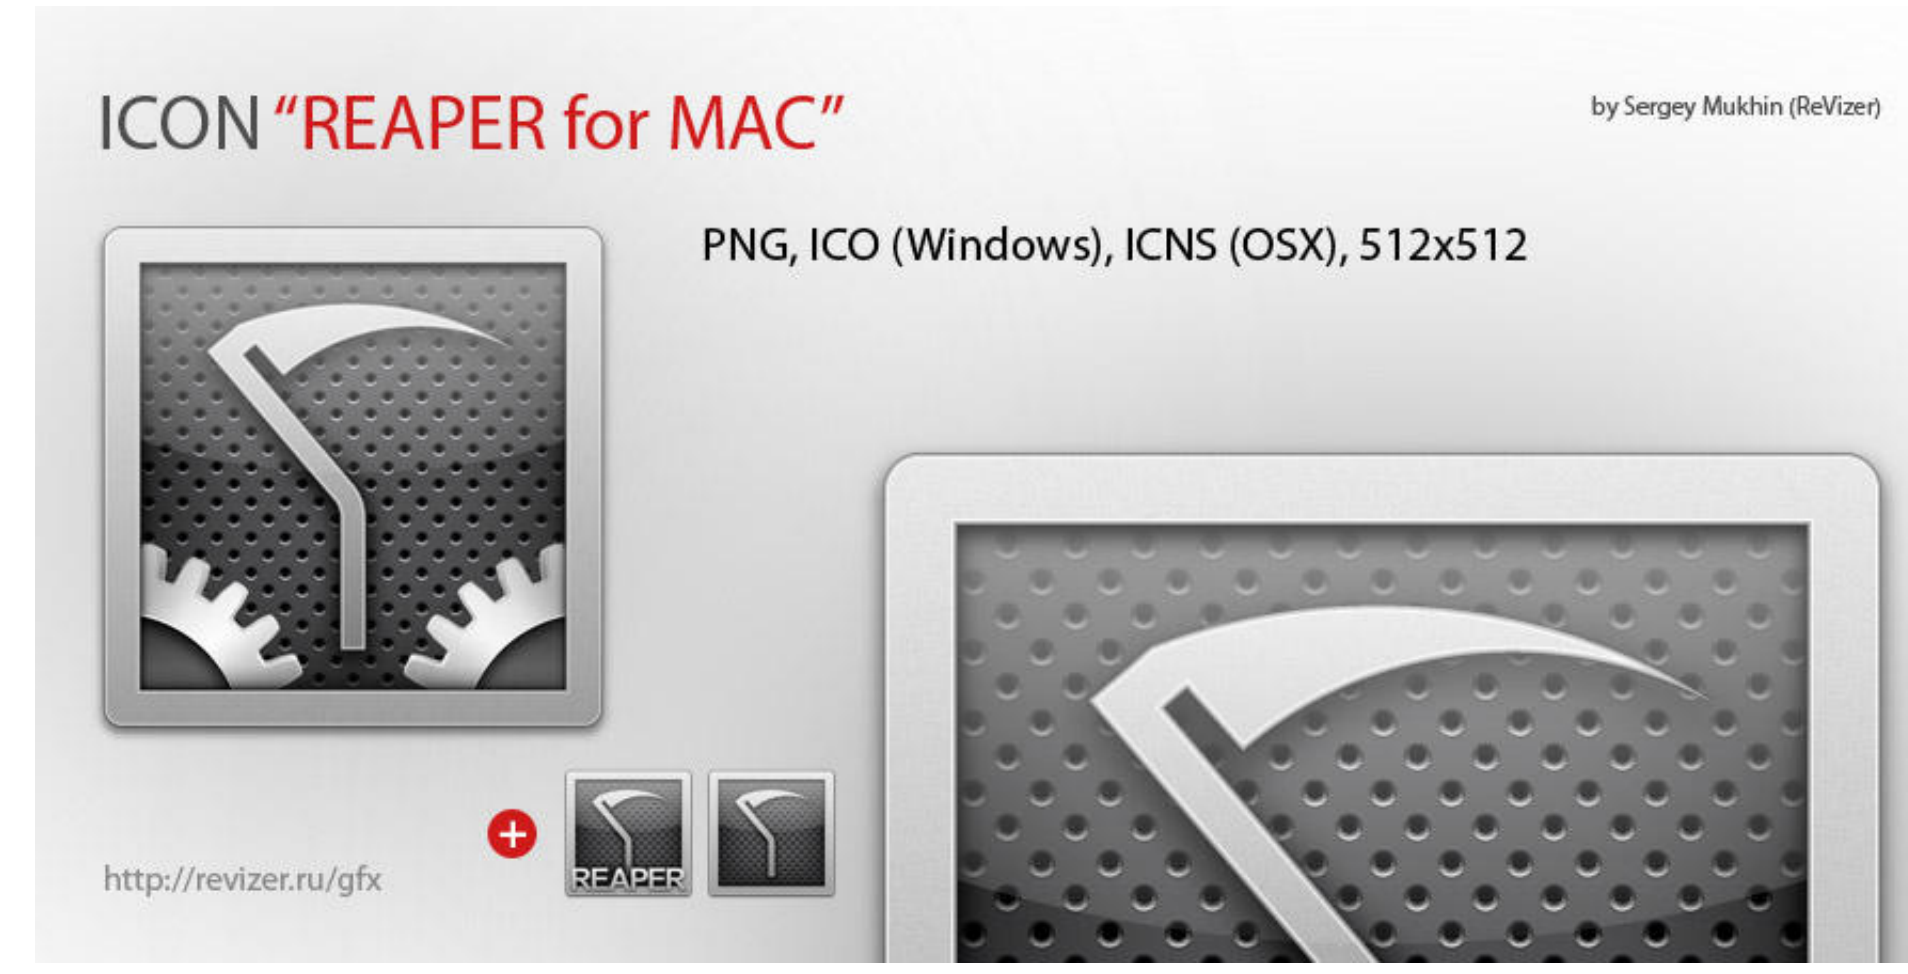 ICON “REAPER for MAC”
by Sergey Mukhin (ReVizer)
PNG, ICO (Windows), ICNS (OSX), 512x512
+
REAPER
http://revizer.ru/gfx